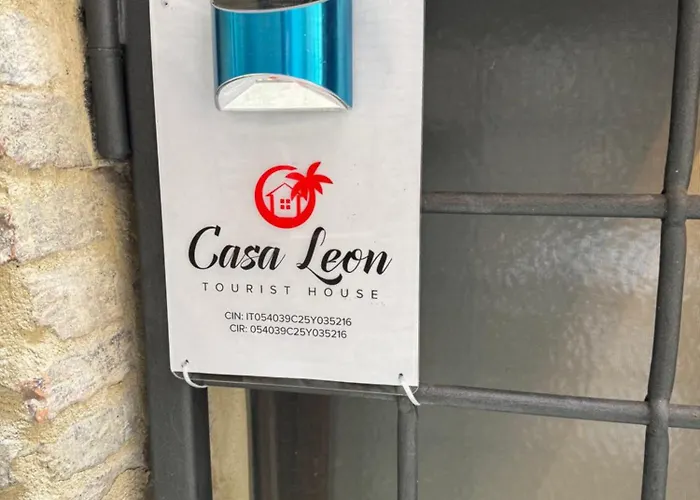 Casa Leon
TOURIST HOUSE
CIN: IT054039C25Y035216
CIR: 054039C25Y035216